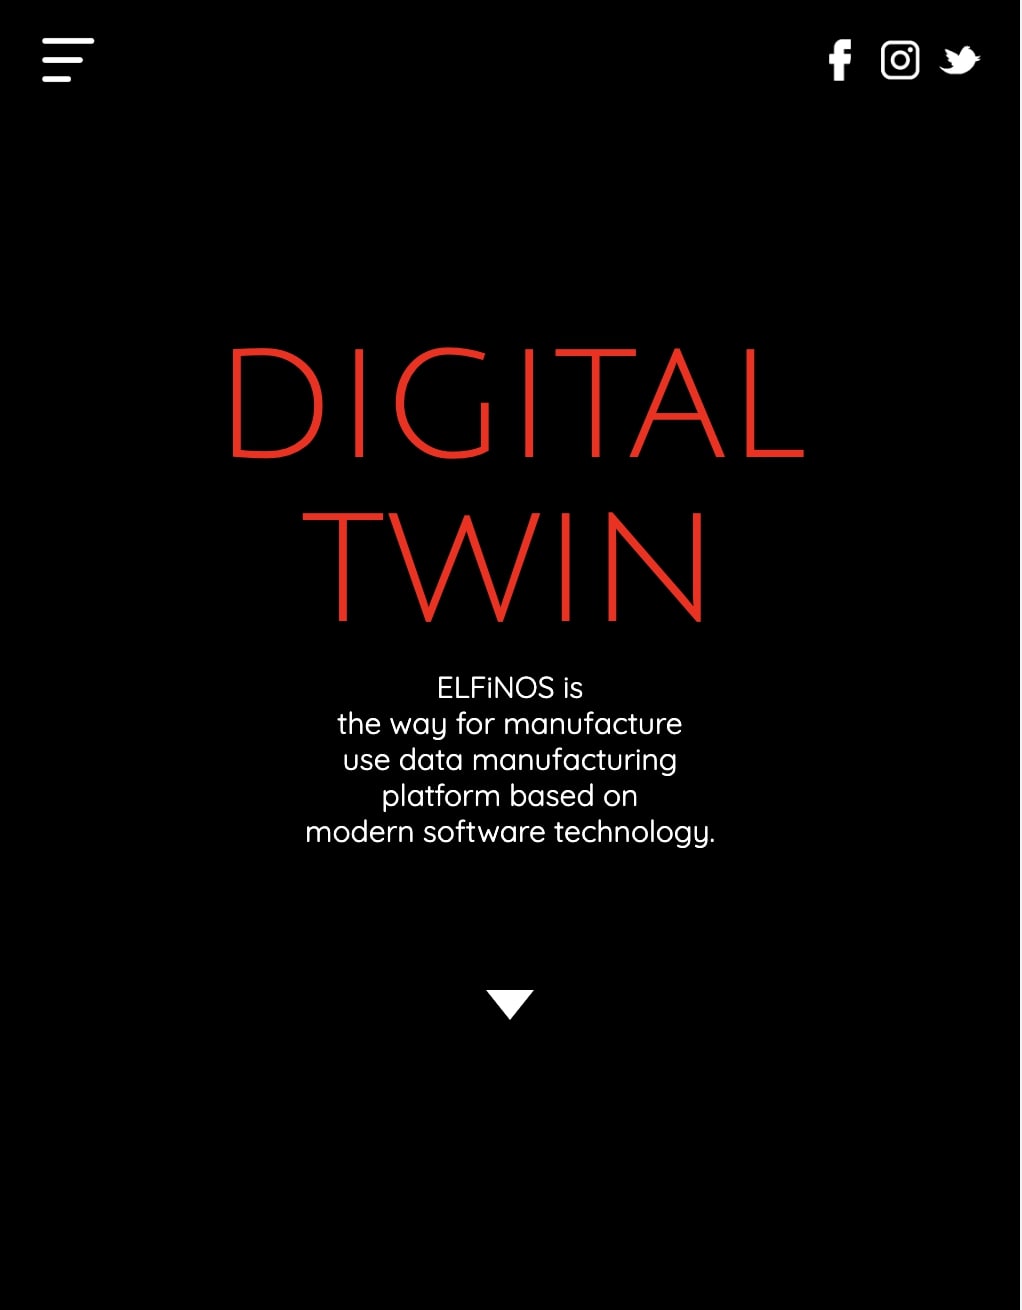 DIGITAL
TWIN
ELFiNOS is
the way for manufacture
use data manufacturing
platform based on
modern software technology.